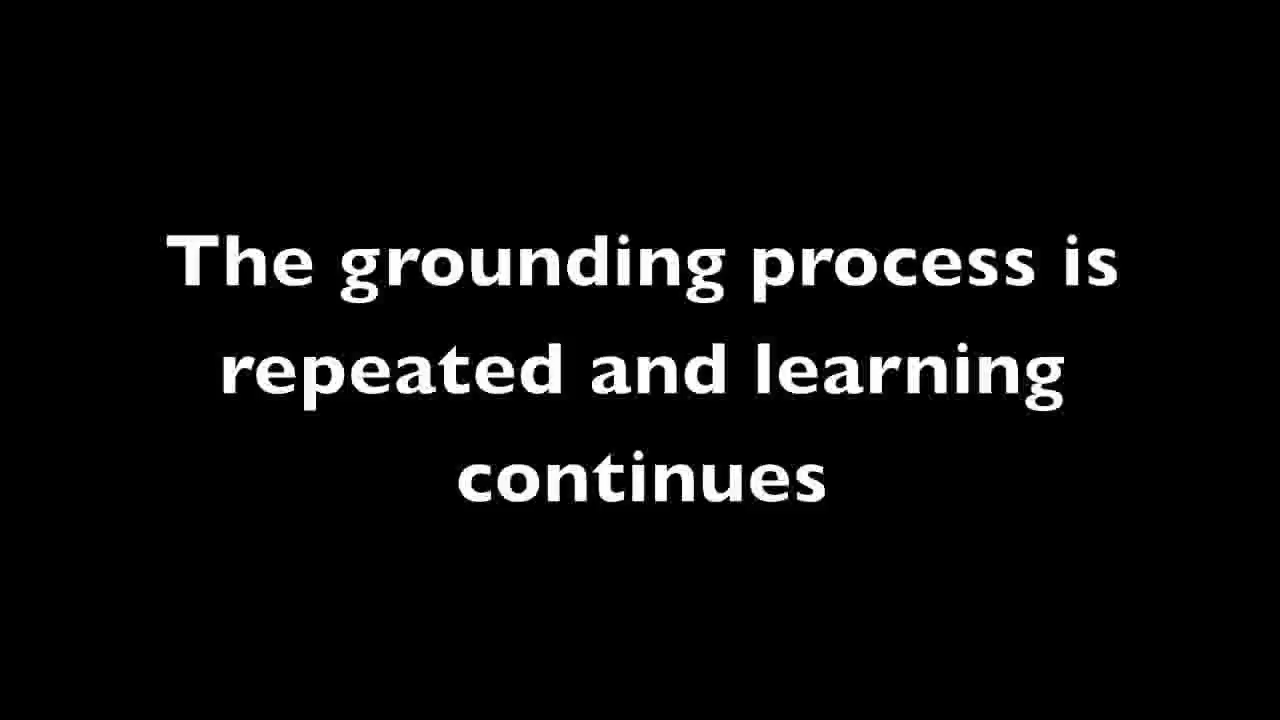 The grounding process is
repeated and learning
continues